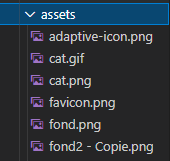 assets
adaptive-icon.png
cat.gif
cat.png
favicon.png
fond.png
fond2 - Copie.png